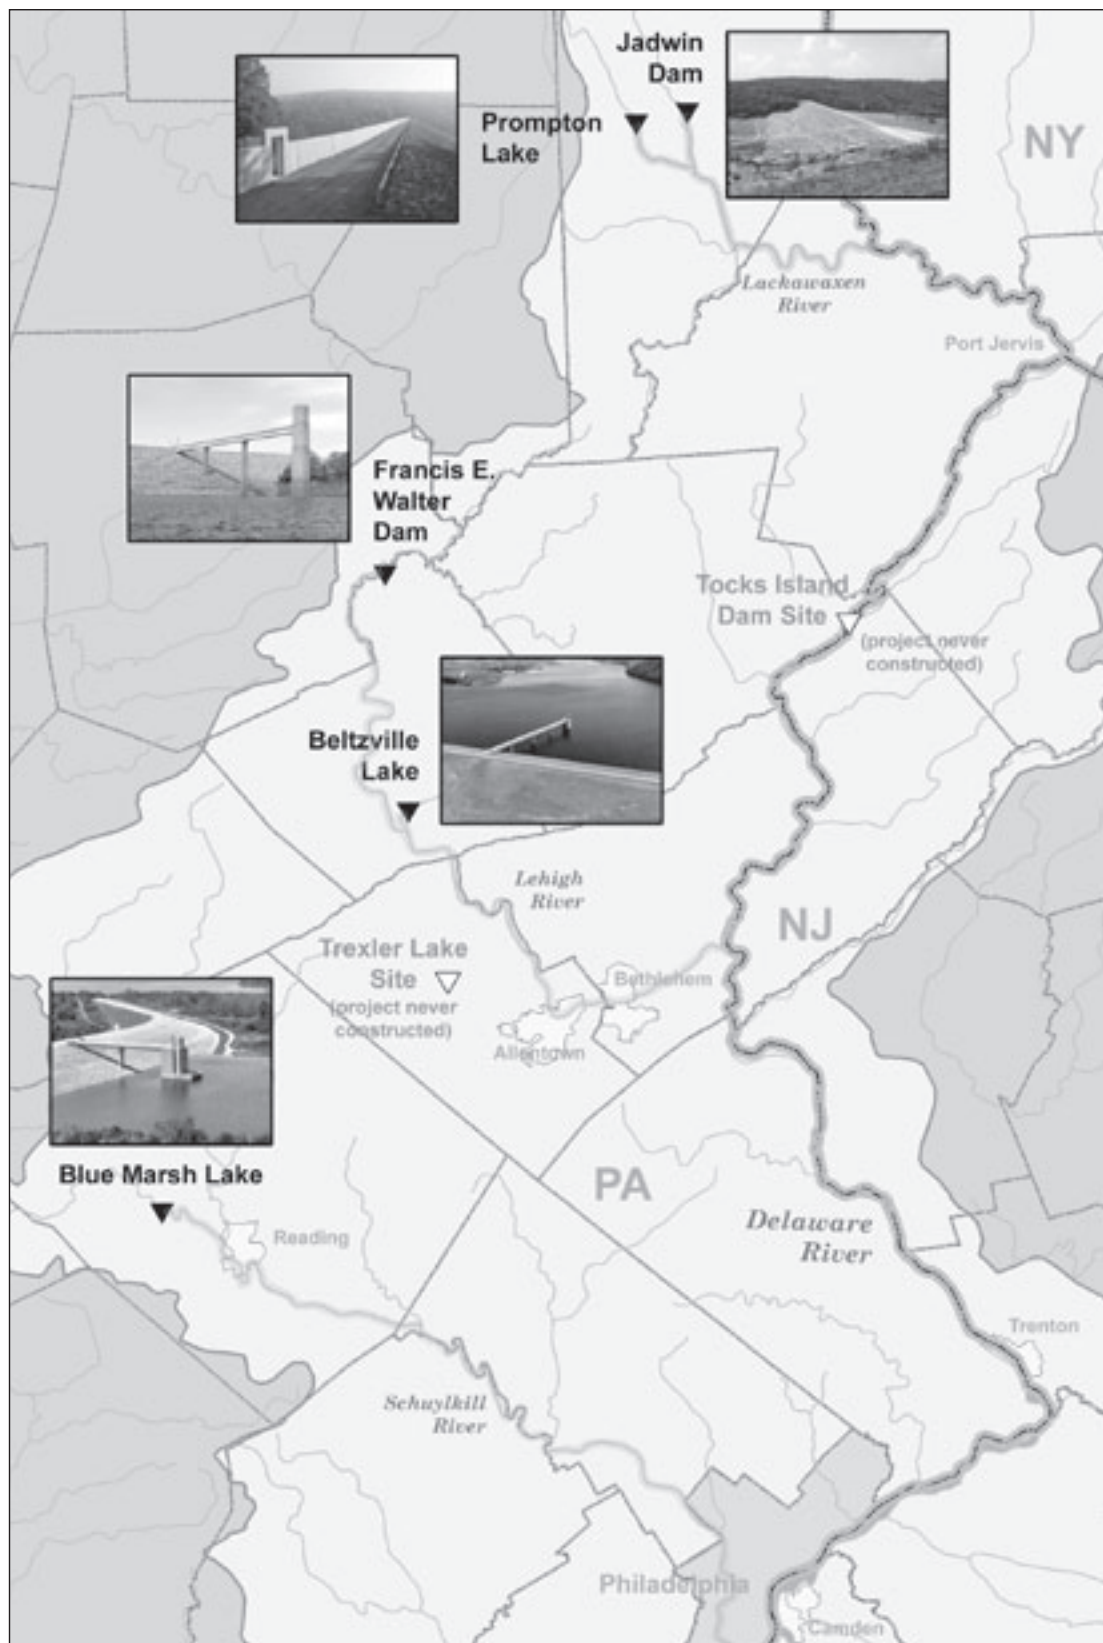 Jadwin
Dam
Prompton
Lake
NY
Lackawaxen
River
Port Jervis
Francis E.
Walter
Dam
Tocks Island
Dam Site
(project never
constructed)
Beltzville
Lake
Lehigh
River
NJ
Trexler Lake
Site
(project never
constructed)
Bethlehem
Allentown
Blue Marsh Lake
PA
Reading
Delaware
River
Trenton
Schuylkill
River
Philadelphia
Camden